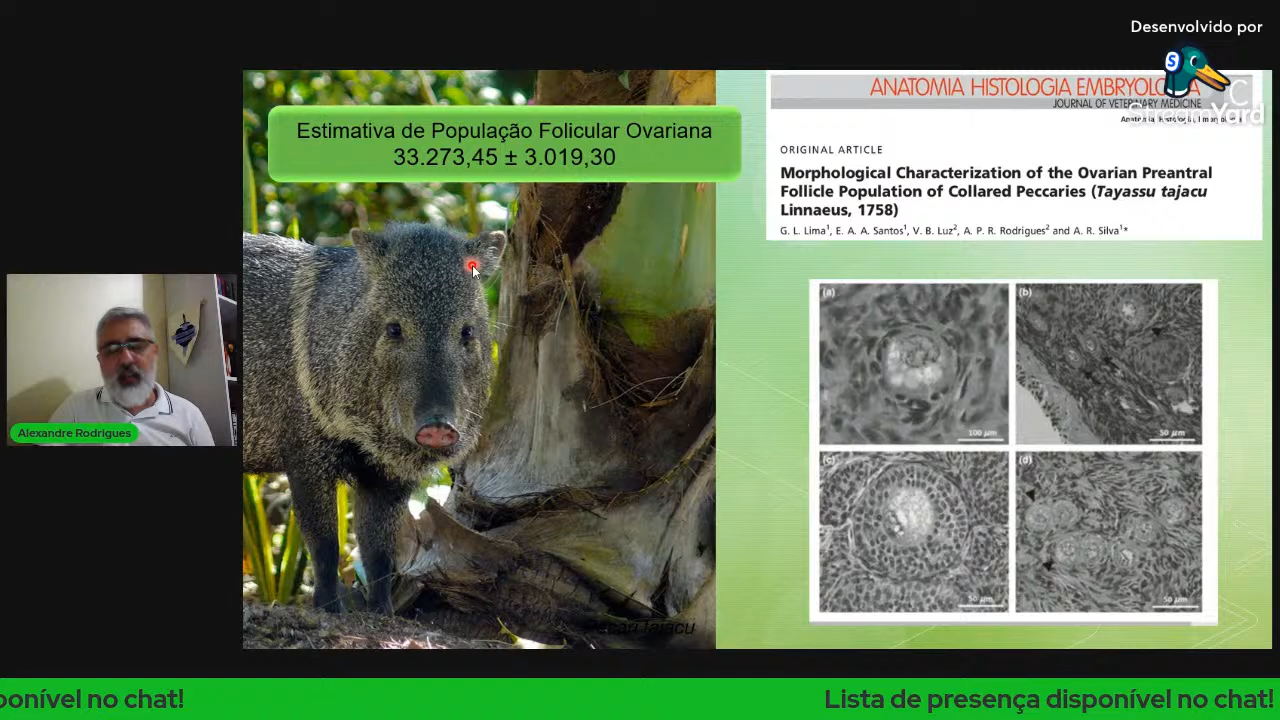 Desenvolvido por
S
StreamYard
ANATOMIA HISTOLOGIA EMBRYOLOGIA
JOURNAL OF VETERINARY MEDICINE
ORIGINAL ARTICLE
Morphological Characterization of the Ovarian Preantral
Follicle Population of Collared Peccaries (Tayassu tajacu
Linnaeus, 1758)
G. L. Lima¹, E. A. A. Santos¹, V. B. Luz², A. P. R. Rodrigues² and A. R. Silva¹*
Estimativa de População Folicular Ovariana
33.273,45 ± 3.019,30
(a)
100 µm
(b)
50 µm
(c)
50 µm
(d)
50 µm
tajacu
Alexandre Rodrigues
ponível no chat!
Lista de presença disponível no chat!